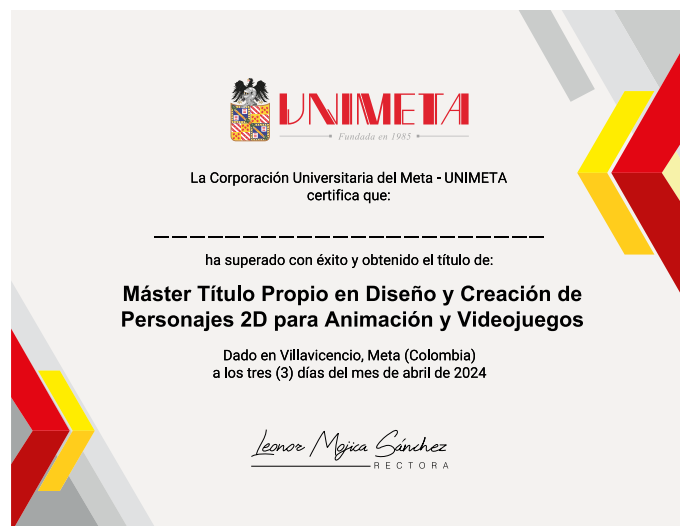 UNIMETA
Fundada en 1985
La Corporación Universitaria del Meta - UNIMETA
certifica que:
ha superado con éxito y obtenido el título de:
Máster Título Propio en Diseño y Creación de
Personajes 2D para Animación y Videojuegos
Dado en Villavicencio, Meta (Colombia)
a los tres (3) días del mes de abril de 2024
Leonor Mojica Sánchez
RECTORA